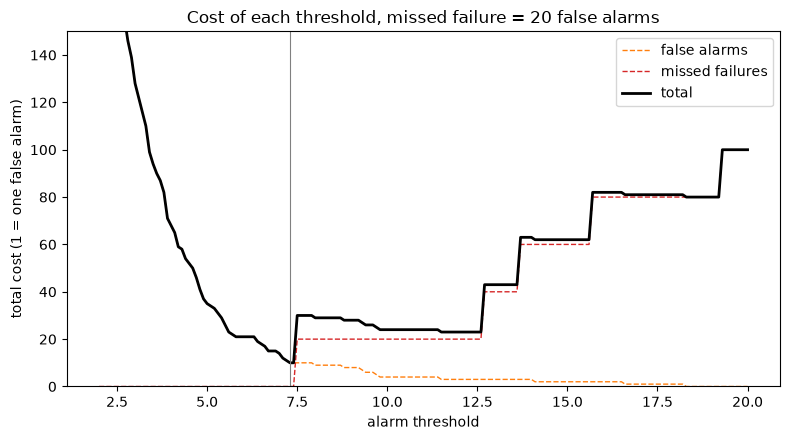 Cost of each threshold, missed failure = 20 false alarms
false alarms
missed failures
total
total cost (1 = one false alarm)
140
120
100
80
60
40
20
0
2.5 5.0 7.5 10.0 12.5 15.0 17.5 20.0
alarm threshold